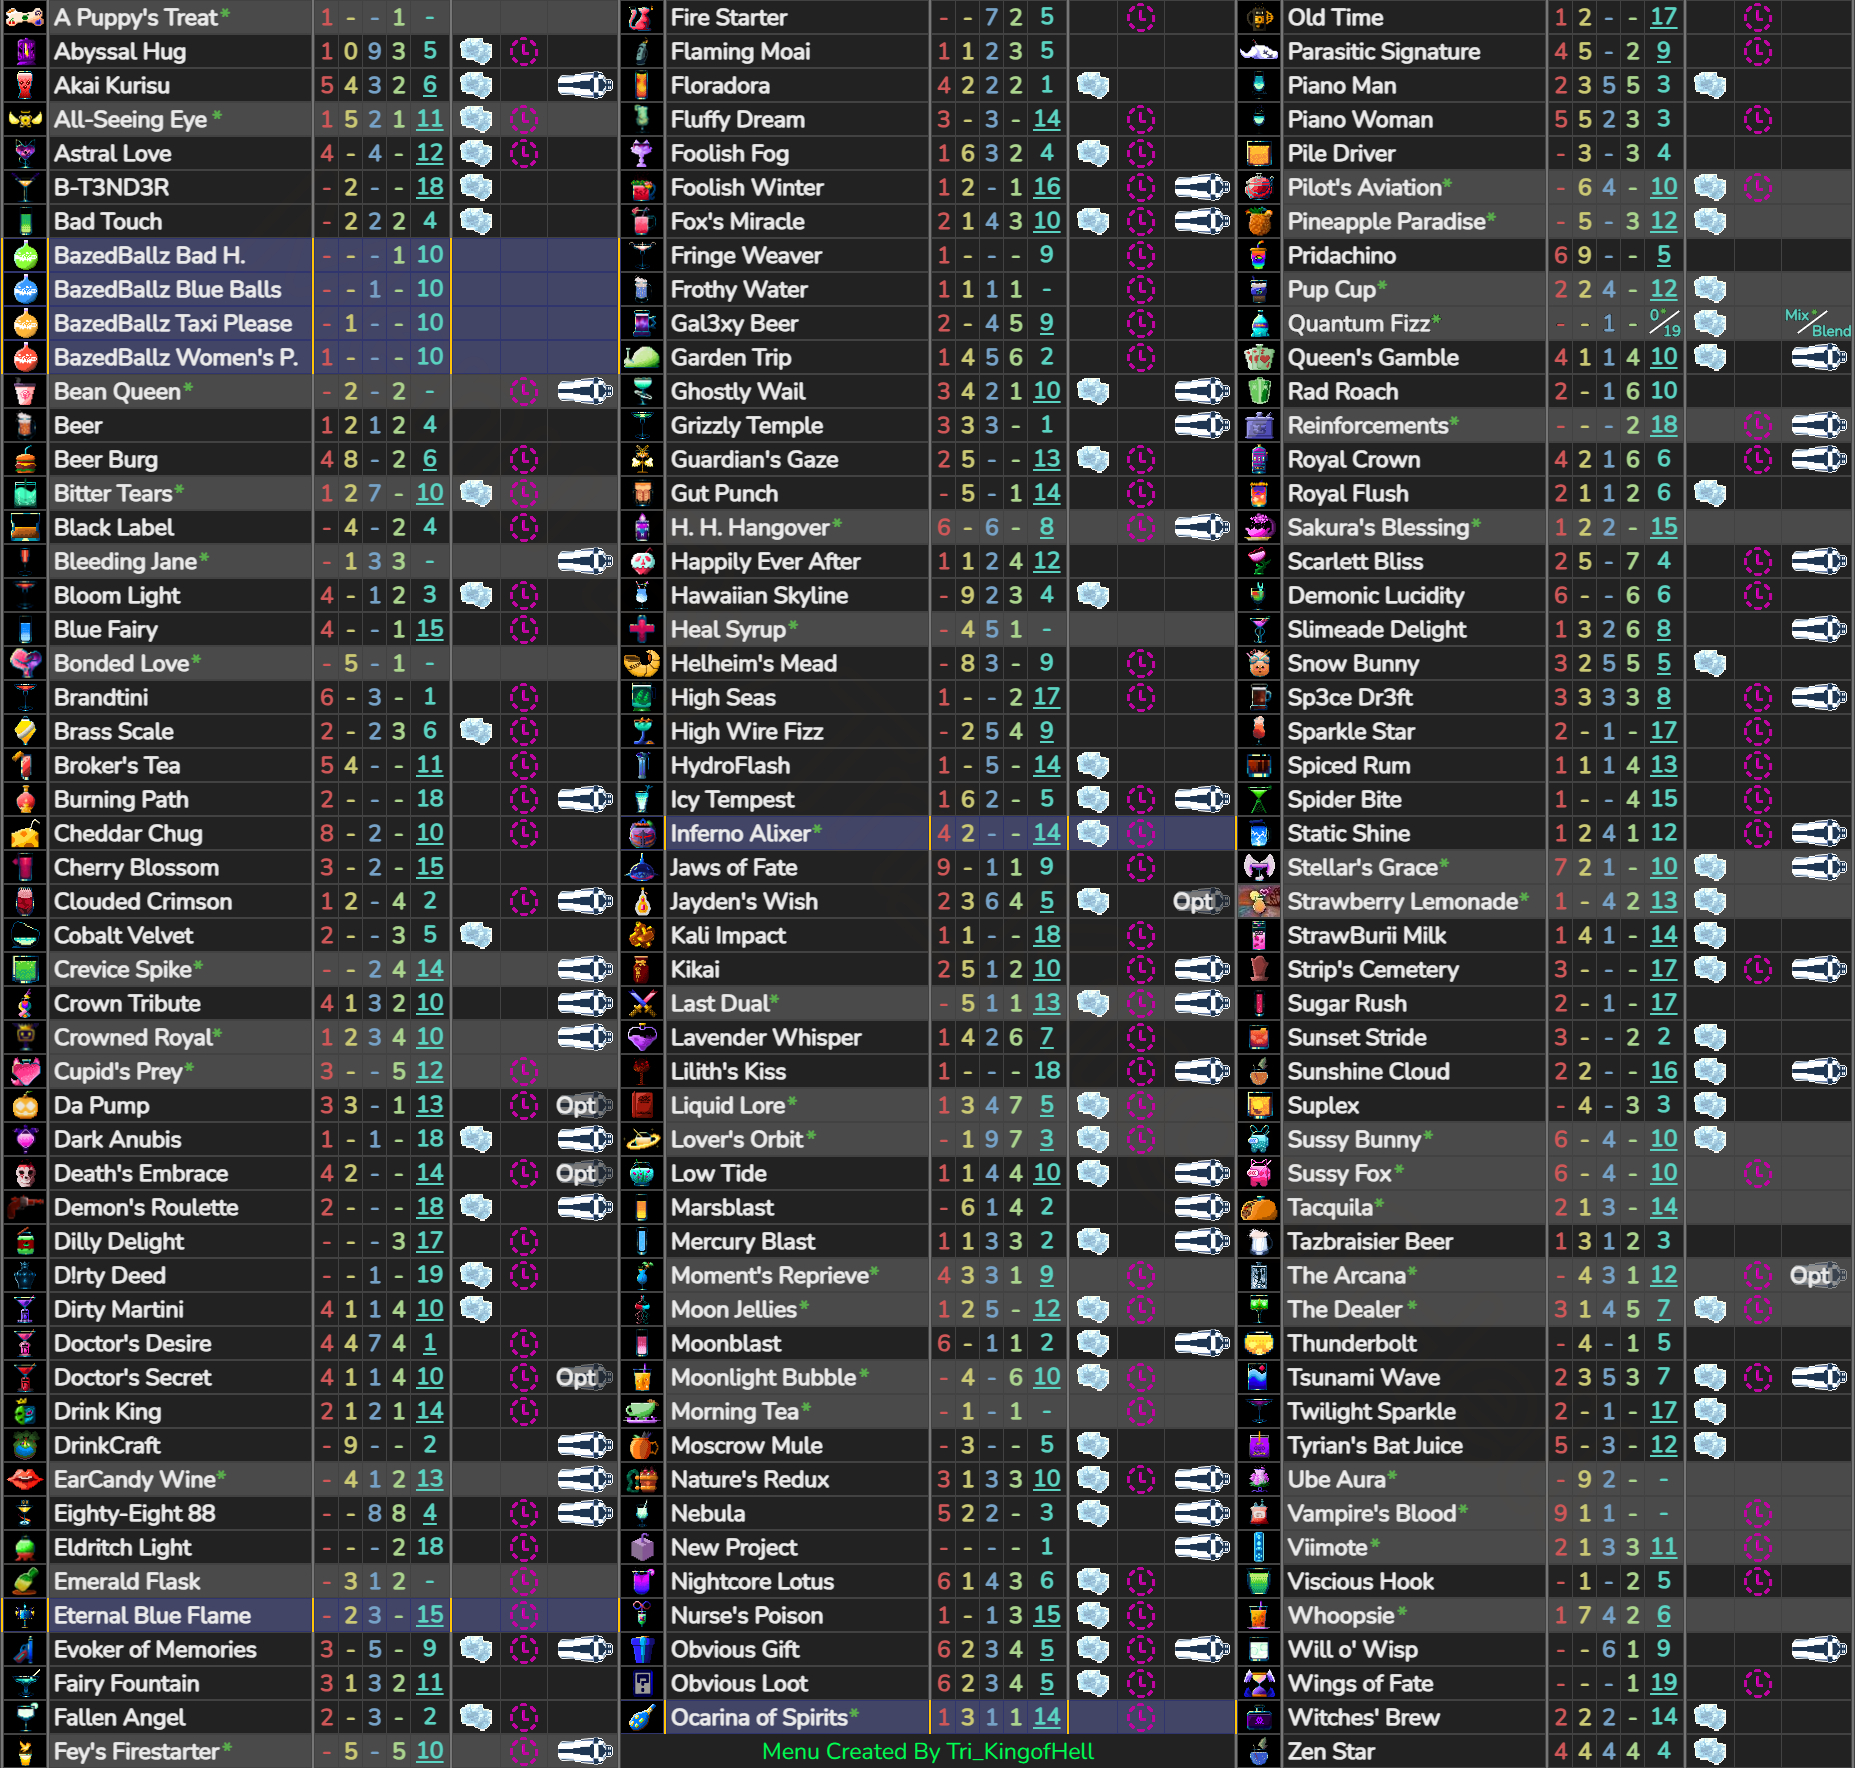 A Puppy's Treat* 1 - - 1 -
Abyssal Hug 1 0 9 3 5
Akai Kurisu 5 4 3 2 6
All-Seeing Eye* 1 5 2 1 11
Astral Love 4 - 4 - 12
B-T3ND3R - 2 - - 18
Bad Touch - 2 2 2 4
BazedBallz Bad H. - - - 1 10
BazedBallz Blue Balls - - 1 - 10
BazedBallz Taxi Please - 1 - - 10
BazedBallz Women's P. 1 - - - 10
Bean Queen* - 2 - 2 -
Beer 1 2 1 2 4
Beer Burg 4 8 - 2 6
Bitter Tears* 1 2 7 - 10
Black Label - 4 - 2 4
Bleeding Jane* - 1 3 3 -
Bloom Light 4 - 1 2 3
Blue Fairy 4 - - 1 15
Bonded Love* - 5 - 1 -
Brandtini 6 - 3 - 1
Brass Scale 2 - 2 3 6
Broker's Tea 5 4 - - 11
Burning Path 2 - - - 18
Cheddar Chug 8 - 2 - 10
Cherry Blossom 3 - 2 - 15
Clouded Crimson 1 2 - 4 2
Cobalt Velvet 2 - - 3 5
Crevice Spike* - - 2 4 14
Crown Tribute 4 1 3 2 10
Crowned Royal* 1 2 3 4 10
Cupid's Prey* 3 - - 5 12
Da Pump 3 3 - 1 13 Opt
Dark Anubis 1 - 1 - 18
Death's Embrace 4 2 - - 14 Opt
Demon's Roulette 2 - - - 18
Dilly Delight - - - 3 17
D!rty Deed - - 1 - 19
Dirty Martini 4 1 1 4 10
Doctor's Desire 4 4 7 4 1
Doctor's Secret 4 1 1 4 10 Opt
Drink King 2 1 2 1 14
DrinkCraft - 9 - - 2
EarCandy Wine* - 4 1 2 13
Eighty-Eight 88 - - 8 8 4
Eldritch Light - - - 2 18
Emerald Flask - 3 1 2 -
Eternal Blue Flame - 2 3 - 15
Evoker of Memories 3 - 5 - 9
Fairy Fountain 3 1 3 2 11
Fallen Angel 2 - 3 - 2
Fey's Firestarter* - 5 - 5 10
Fire Starter - - 7 2 5
Flaming Moai 1 1 2 3 5
Floradora 4 2 2 2 1
Fluffy Dream 3 - 3 - 14
Foolish Fog 1 6 3 2 4
Foolish Winter 1 2 - 1 16
Fox's Miracle 2 1 4 3 10
Fringe Weaver 1 - - - 9
Frothy Water 1 1 1 1 -
Gal3xy Beer 2 - 4 5 9
Garden Trip 1 4 5 6 2
Ghostly Wail 3 4 2 1 10
Grizzly Temple 3 3 3 - 1
Guardian's Gaze 2 5 - - 13
Gut Punch - 5 - 1 14
H. H. Hangover* 6 - 6 - 8
Happily Ever After 1 1 2 4 12
Hawaiian Skyline - 9 2 3 4
Heal Syrup* - 4 5 1 -
Helheim's Mead - 8 3 - 9
High Seas 1 - - 2 17
High Wire Fizz - 2 5 4 9
HydroFlash 1 - 5 - 14
Icy Tempest 1 6 2 - 5
Inferno Alixer* 4 2 - - 14
Jaws of Fate 9 - 1 1 9
Jayden's Wish 2 3 6 4 5 Opt
Kali Impact 1 1 - - 18
Kikai 2 5 1 2 10
Last Dual* - 5 1 1 13
Lavender Whisper 1 4 2 6 7
Lilith's Kiss 1 - - - 18
Liquid Lore* 1 3 4 7 5
Lover's Orbit* - 1 9 7 3
Low Tide 1 1 4 4 10
Marsblast - 6 1 4 2
Mercury Blast 1 1 3 3 2
Moment's Reprieve* 4 3 3 1 9
Moon Jellies* 1 2 5 - 12
Moonblast 6 - 1 1 2
Moonlight Bubble* - 4 - 6 10
Morning Tea* - 1 - 1 -
Moscrow Mule - 3 - - 5
Nature's Redux 3 1 3 3 10
Nebula 5 2 2 - 3
New Project - - - - 1
Nightcore Lotus 6 1 4 3 6
Nurse's Poison 1 - 1 3 15
Obvious Gift 6 2 3 4 5
Obvious Loot 6 2 3 4 5
Ocarina of Spirits* 1 3 1 1 14
Menu Created By Tri_KingofHell
Old Time 1 2 - - 17
Parasitic Signature 4 5 - 2 9
Piano Man 2 3 5 5 3
Piano Woman 5 5 2 3 3
Pile Driver - 3 - 3 4
Pilot's Aviation* - 6 4 - 10
Pineapple Paradise* - 5 - 3 12
Pridachino 6 9 - - 5
Pup Cup* 2 2 4 - 12
Quantum Fizz* - - 1 - 0*/19 Mix*/Blend
Queen's Gamble 4 1 1 4 10
Rad Roach 2 - 1 6 10
Reinforcements* - - - 2 18
Royal Crown 4 2 1 6 6
Royal Flush 2 1 1 2 6
Sakura's Blessing* 1 2 2 - 15
Scarlett Bliss 2 5 - 7 4
Demonic Lucidity 6 - - 6 6
Slimeade Delight 1 3 2 6 8
Snow Bunny 3 2 5 5 5
Sp3ce Dr3ft 3 3 3 3 8
Sparkle Star 2 - 1 - 17
Spiced Rum 1 1 1 4 13
Spider Bite 1 - - 4 15
Static Shine 1 2 4 1 12
Stellar's Grace* 7 2 1 - 10
Strawberry Lemonade* 1 - 4 2 13
StrawBurii Milk 1 4 1 - 14
Strip's Cemetery 3 - - - 17
Sugar Rush 2 - 1 - 17
Sunset Stride 3 - - 2 2
Sunshine Cloud 2 2 - - 16
Suplex - 4 - 3 3
Sussy Bunny* 6 - 4 - 10
Sussy Fox* 6 - 4 - 10
Tacquila* 2 1 3 - 14
Tazbraisier Beer 1 3 1 2 3
The Arcana* - 4 3 1 12 Opt
The Dealer* 3 1 4 5 7
Thunderbolt - 4 - 1 5
Tsunami Wave 2 3 5 3 7
Twilight Sparkle 2 - 1 - 17
Tyrian's Bat Juice 5 - 3 - 12
Ube Aura* - 9 2 - -
Vampire's Blood* 9 1 1 - -
Viimote* 2 1 3 3 11
Viscious Hook - 1 - 2 5
Whoopsie* 1 7 4 2 6
Will o' Wisp - - 6 1 9
Wings of Fate - - - 1 19
Witches' Brew 2 2 2 - 14
Zen Star 4 4 4 4 4